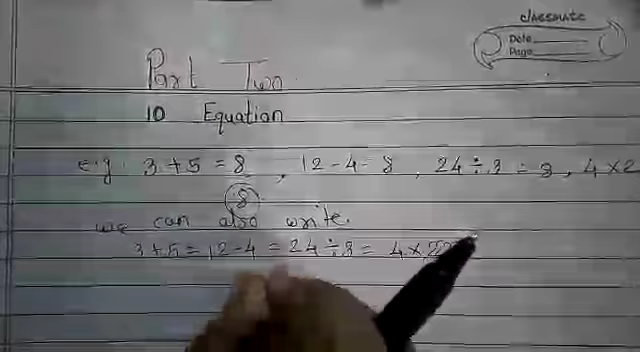 classmate
Date
Page
Part Two
10 Equation
e.g. 3+5=8, 12-4=8, 24÷3=8, 4×2
8
we can also write.
3+5=12-4=24÷3=4×2